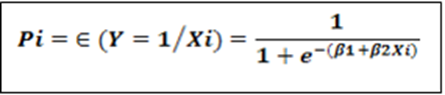 Pi = ∈ (Y = 1/Xi) = 1 / 1 + e^−(β1+β2Xi)